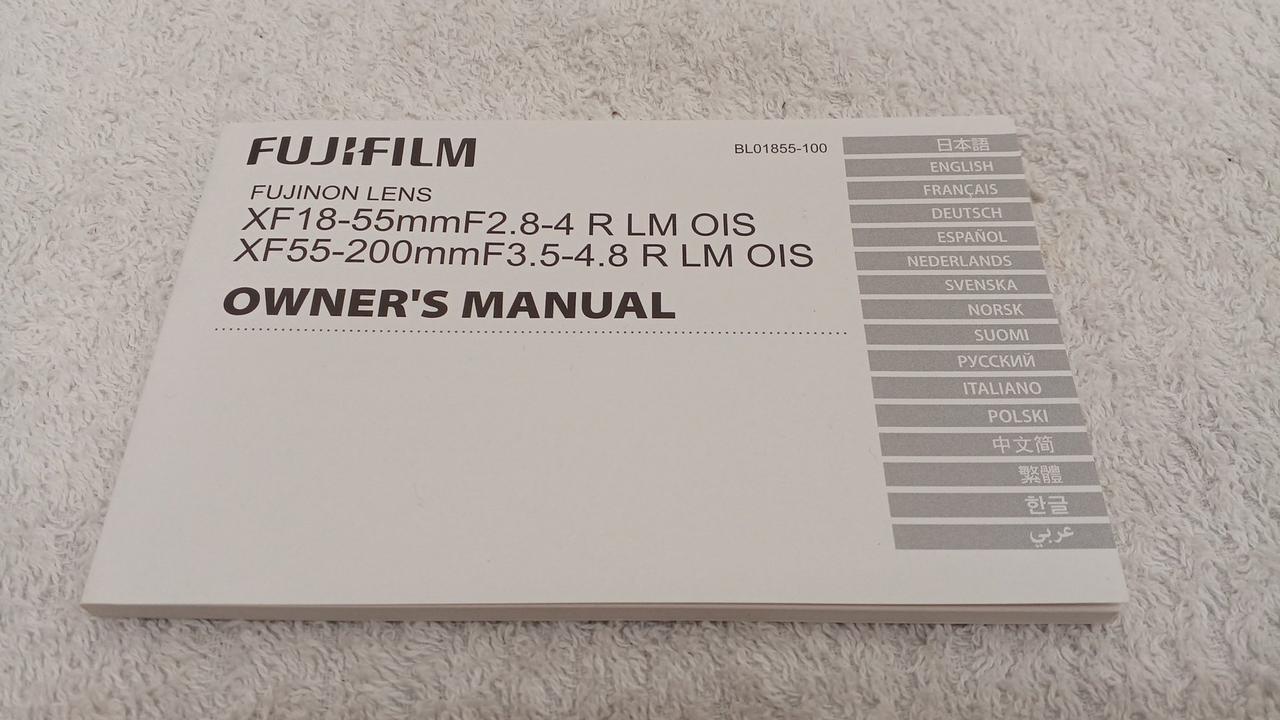 FUJIFILM
BL01855-100
FUJINON LENS
XF18-55mmF2.8-4 R LM OIS
XF55-200mmF3.5-4.8 R LM OIS
OWNER'S MANUAL
日本語
ENGLISH
FRANÇAIS
DEUTSCH
ESPAÑOL
NEDERLANDS
SVENSKA
NORSK
SUOMI
РУССКИЙ
ITALIANO
POLSKI
中文简
繁體
한글
عربي